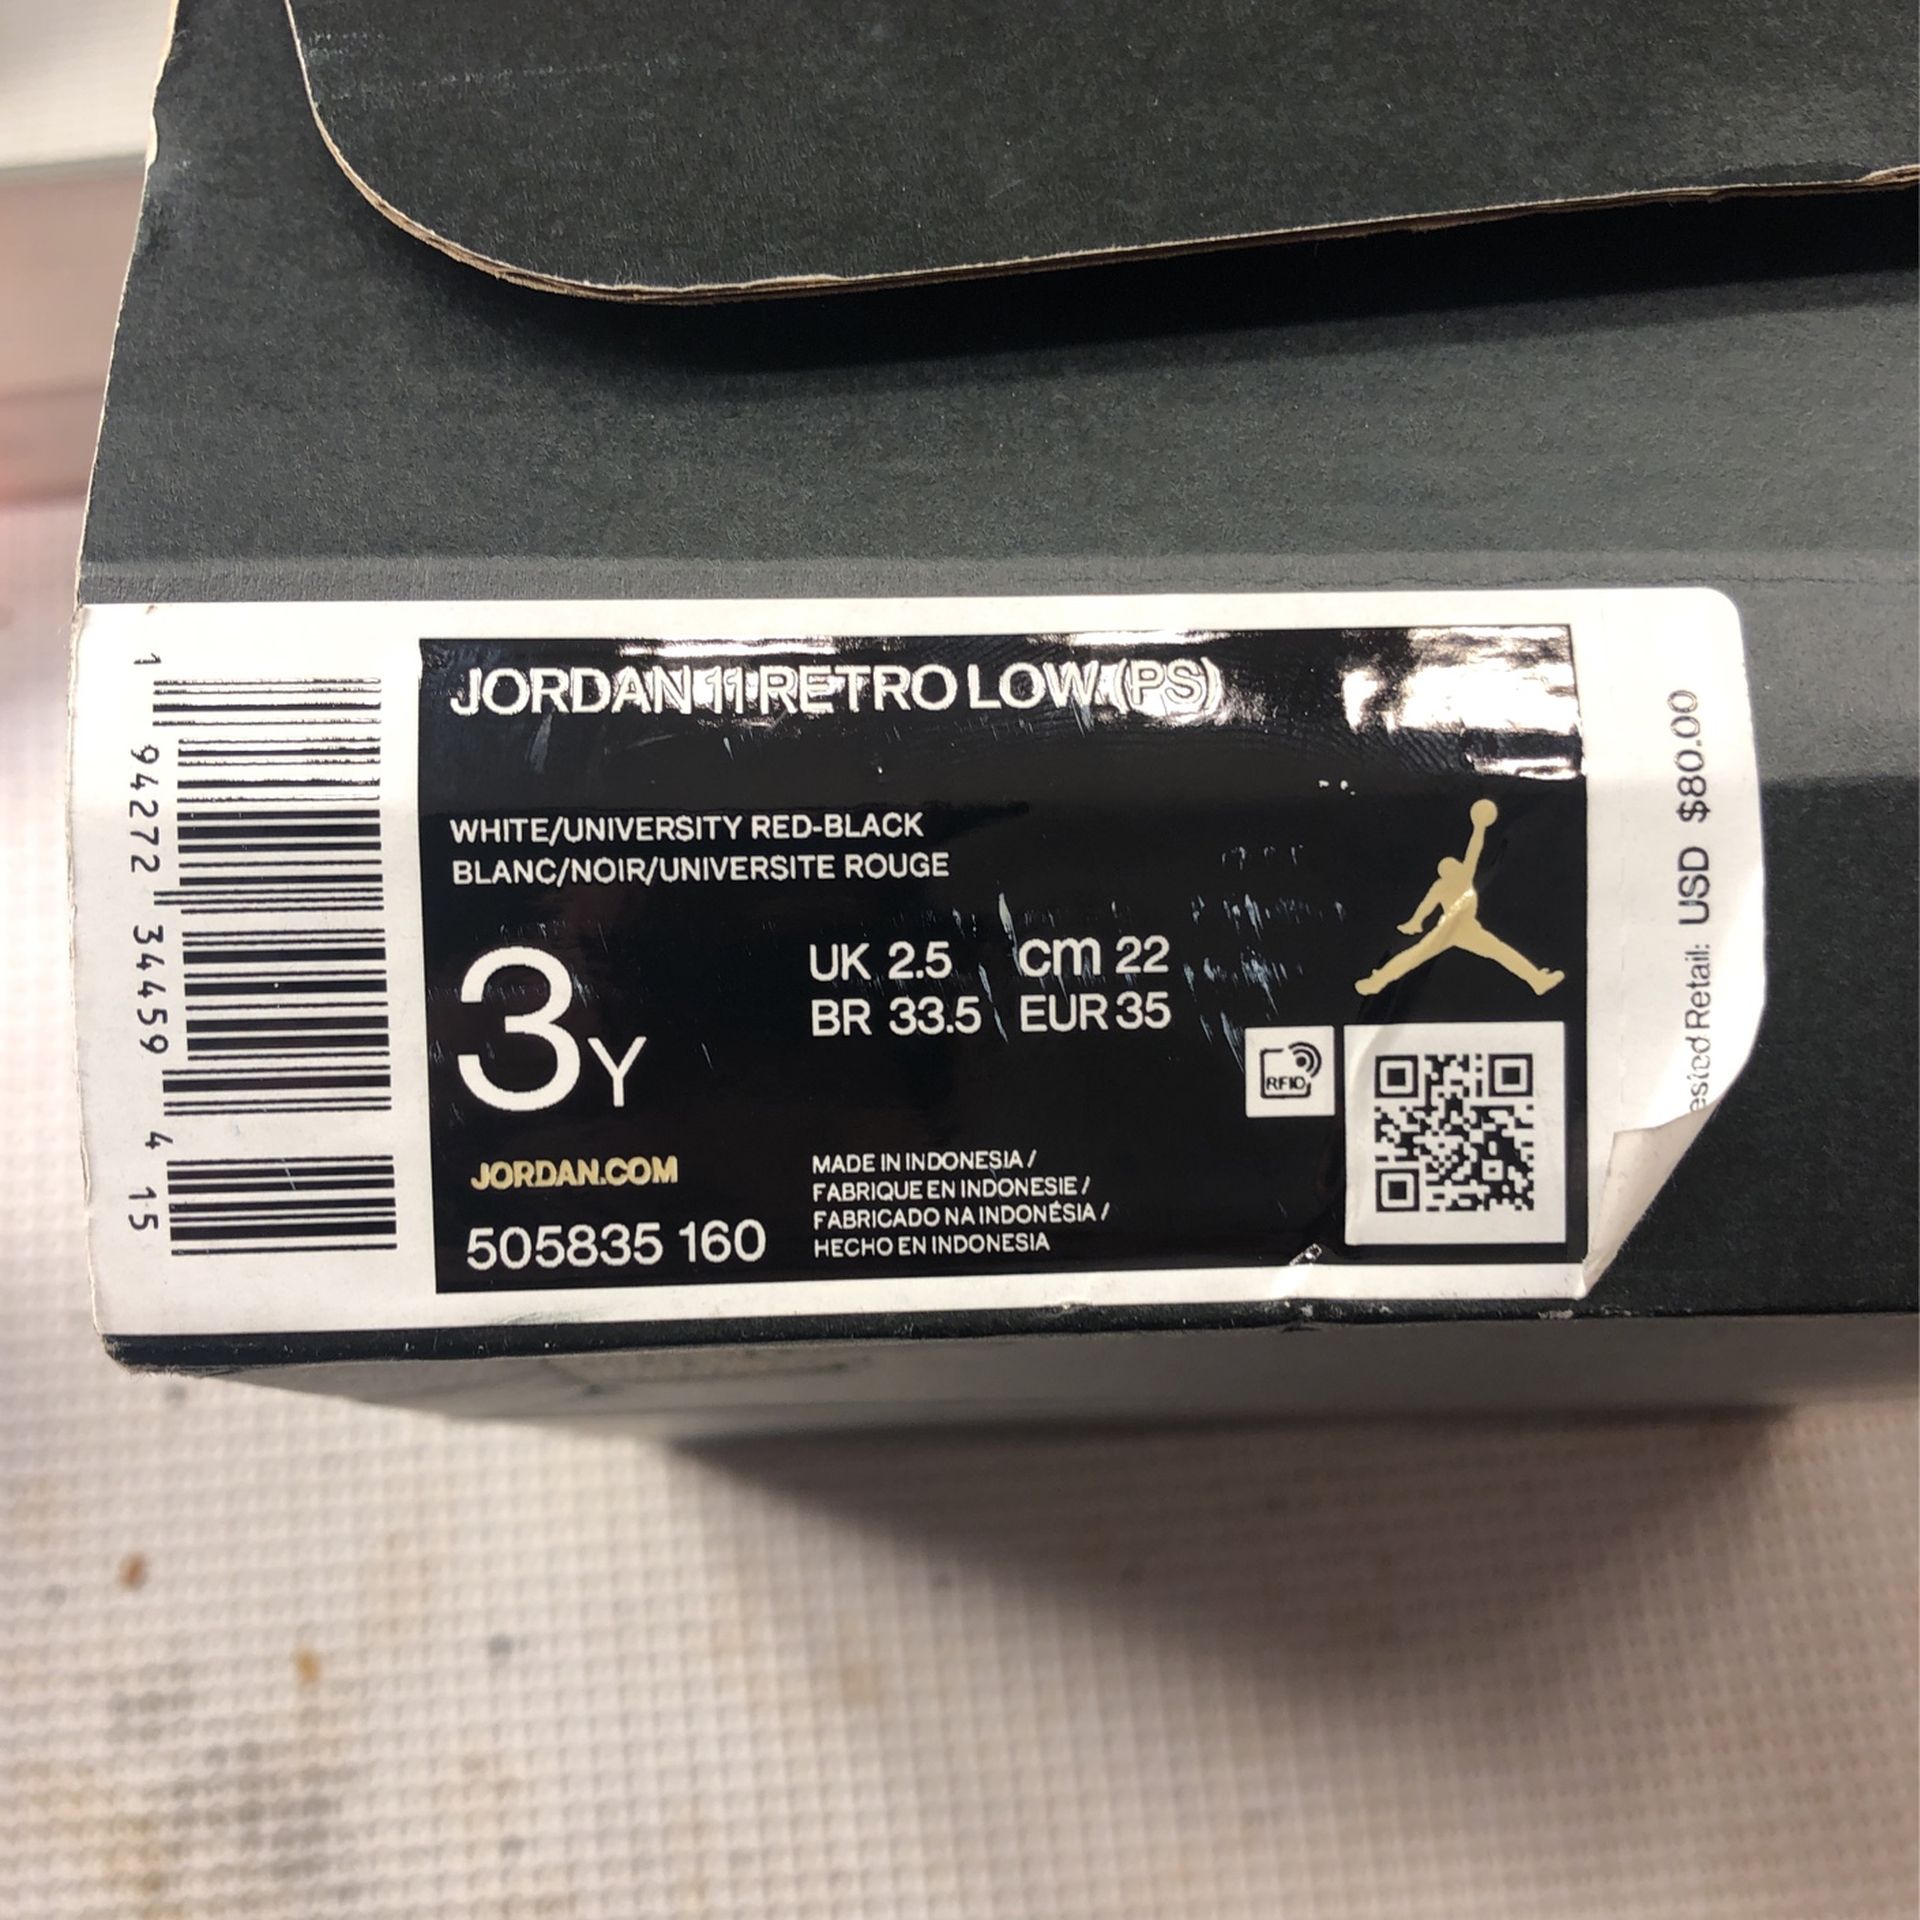 JORDAN 11 RETRO LOW (PS)
WHITE/UNIVERSITY RED-BLACK
BLANC/NOIR/UNIVERSITE ROUGE
3Y
UK 2.5 cm 22
BR 33.5 EUR 35
RFID
JORDAN.COM
505835 160
MADE IN INDONESIA /
FABRIQUE EN INDONESIE /
FABRICADO NA INDONÉSIA /
HECHO EN INDONESIA
1 94272 34459 4 15
ested Retail: USD $80.00